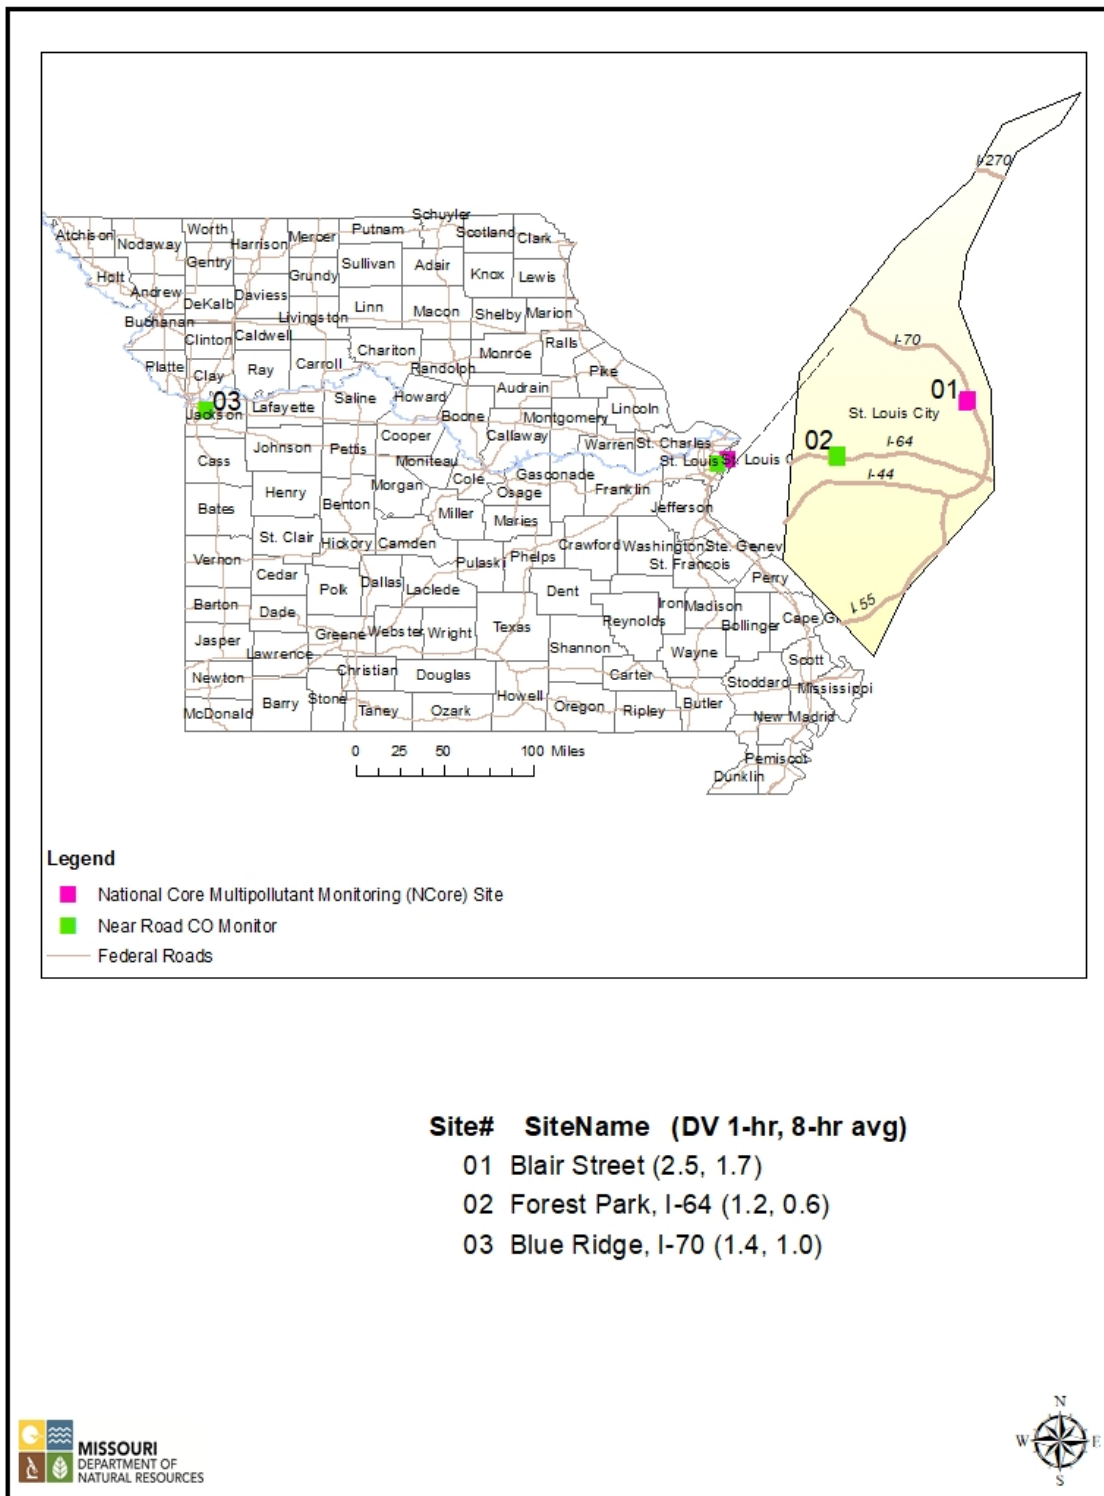 I-270
Schuyler
Atchison Nodaway Worth Harrison Mercer Putnam Scotland Clark
Gentry Sullivan Adair Knox Lewis
Holt Grundy
Andrew DeKalb Daviess Linn Macon Shelby Marion
Buchanan Livingston
Clinton Caldwell Chariton Monroe Ralls
I-70
Platte Clay Ray Carroll Randolph Pike
Audrain
01
03 Jackson Lafayette Saline Howard Boone Montgomery Lincoln
St. Louis City
Johnson Pettis Cooper Callaway Warren St. Charles
02 I-64
Cass Moniteau Cole Gasconade St. Louis St. Louis C
I-44
Henry Morgan Osage Franklin
Bates Benton Miller Maries Jefferson
St. Clair Hickory Camden Crawford Washington Ste. Genev
Vernon Pulaski Phelps St. Francois
Cedar Polk Dallas Laclede Dent Perry
Barton Dade Iron Madison I-55
Reynolds Bollinger Cape Gi
Jasper Greene Webster Wright Texas
Lawrence Shannon Wayne Scott
Newton Christian Douglas Carter Stoddard Mississippi
McDonald Barry Stone Taney Ozark Howell Oregon Ripley Butler New Madrid
0 25 50 100 Miles
Pemiscot
Dunklin
Legend
National Core Multipollutant Monitoring (NCore) Site
Near Road CO Monitor
Federal Roads
Site# SiteName (DV 1-hr, 8-hr avg)
01 Blair Street (2.5, 1.7)
02 Forest Park, I-64 (1.2, 0.6)
03 Blue Ridge, I-70 (1.4, 1.0)
MISSOURI
DEPARTMENT OF
NATURAL RESOURCES
N
W E
S